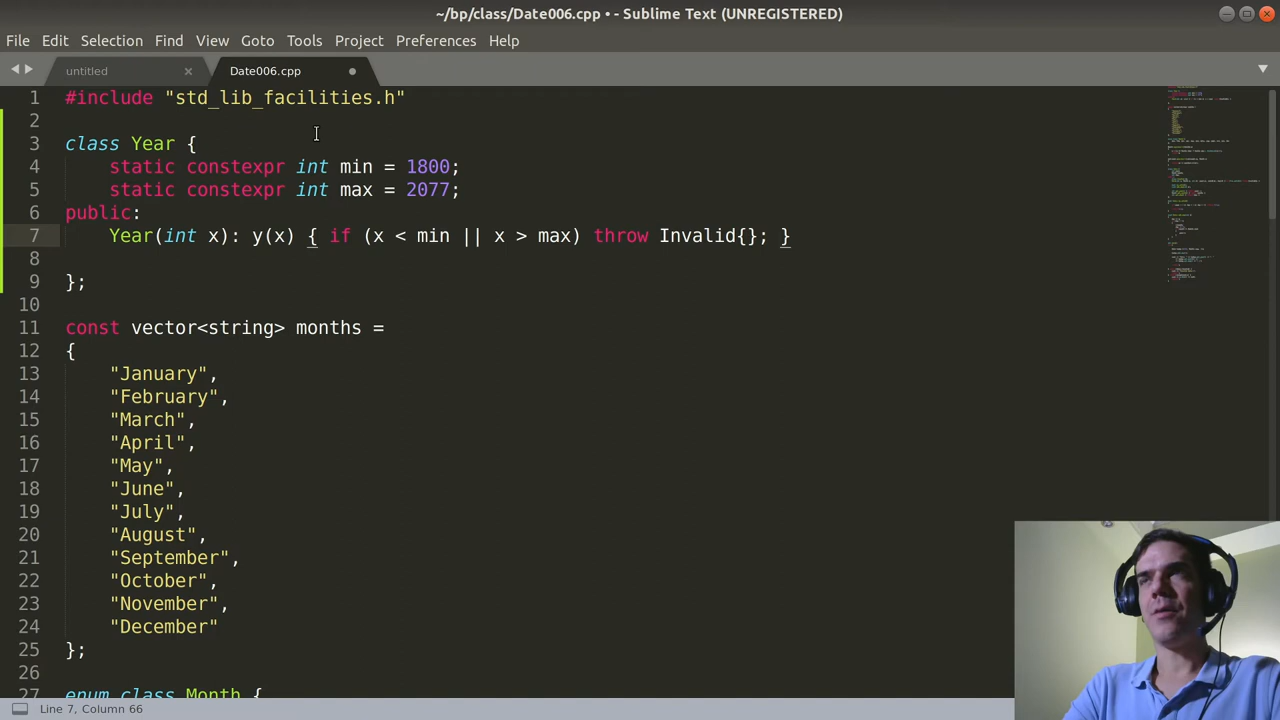 ~/bp/class/Date006.cpp • - Sublime Text (UNREGISTERED)
File Edit Selection Find View Goto Tools Project Preferences Help
untitled Date006.cpp
1 #include "std_lib_facilities.h"
2
3 class Year {
4 static constexpr int min = 1800;
5 static constexpr int max = 2077;
6 public:
7 Year(int x): y(x) { if (x < min || x > max) throw Invalid{}; }
8
9 };
10
11 const vector<string> months =
12 {
13 "January",
14 "February",
15 "March",
16 "April",
17 "May",
18 "June",
19 "July",
20 "August",
21 "September",
22 "October",
23 "November",
24 "December"
25 };
26
27 enum class Month {
Line 7, Column 66